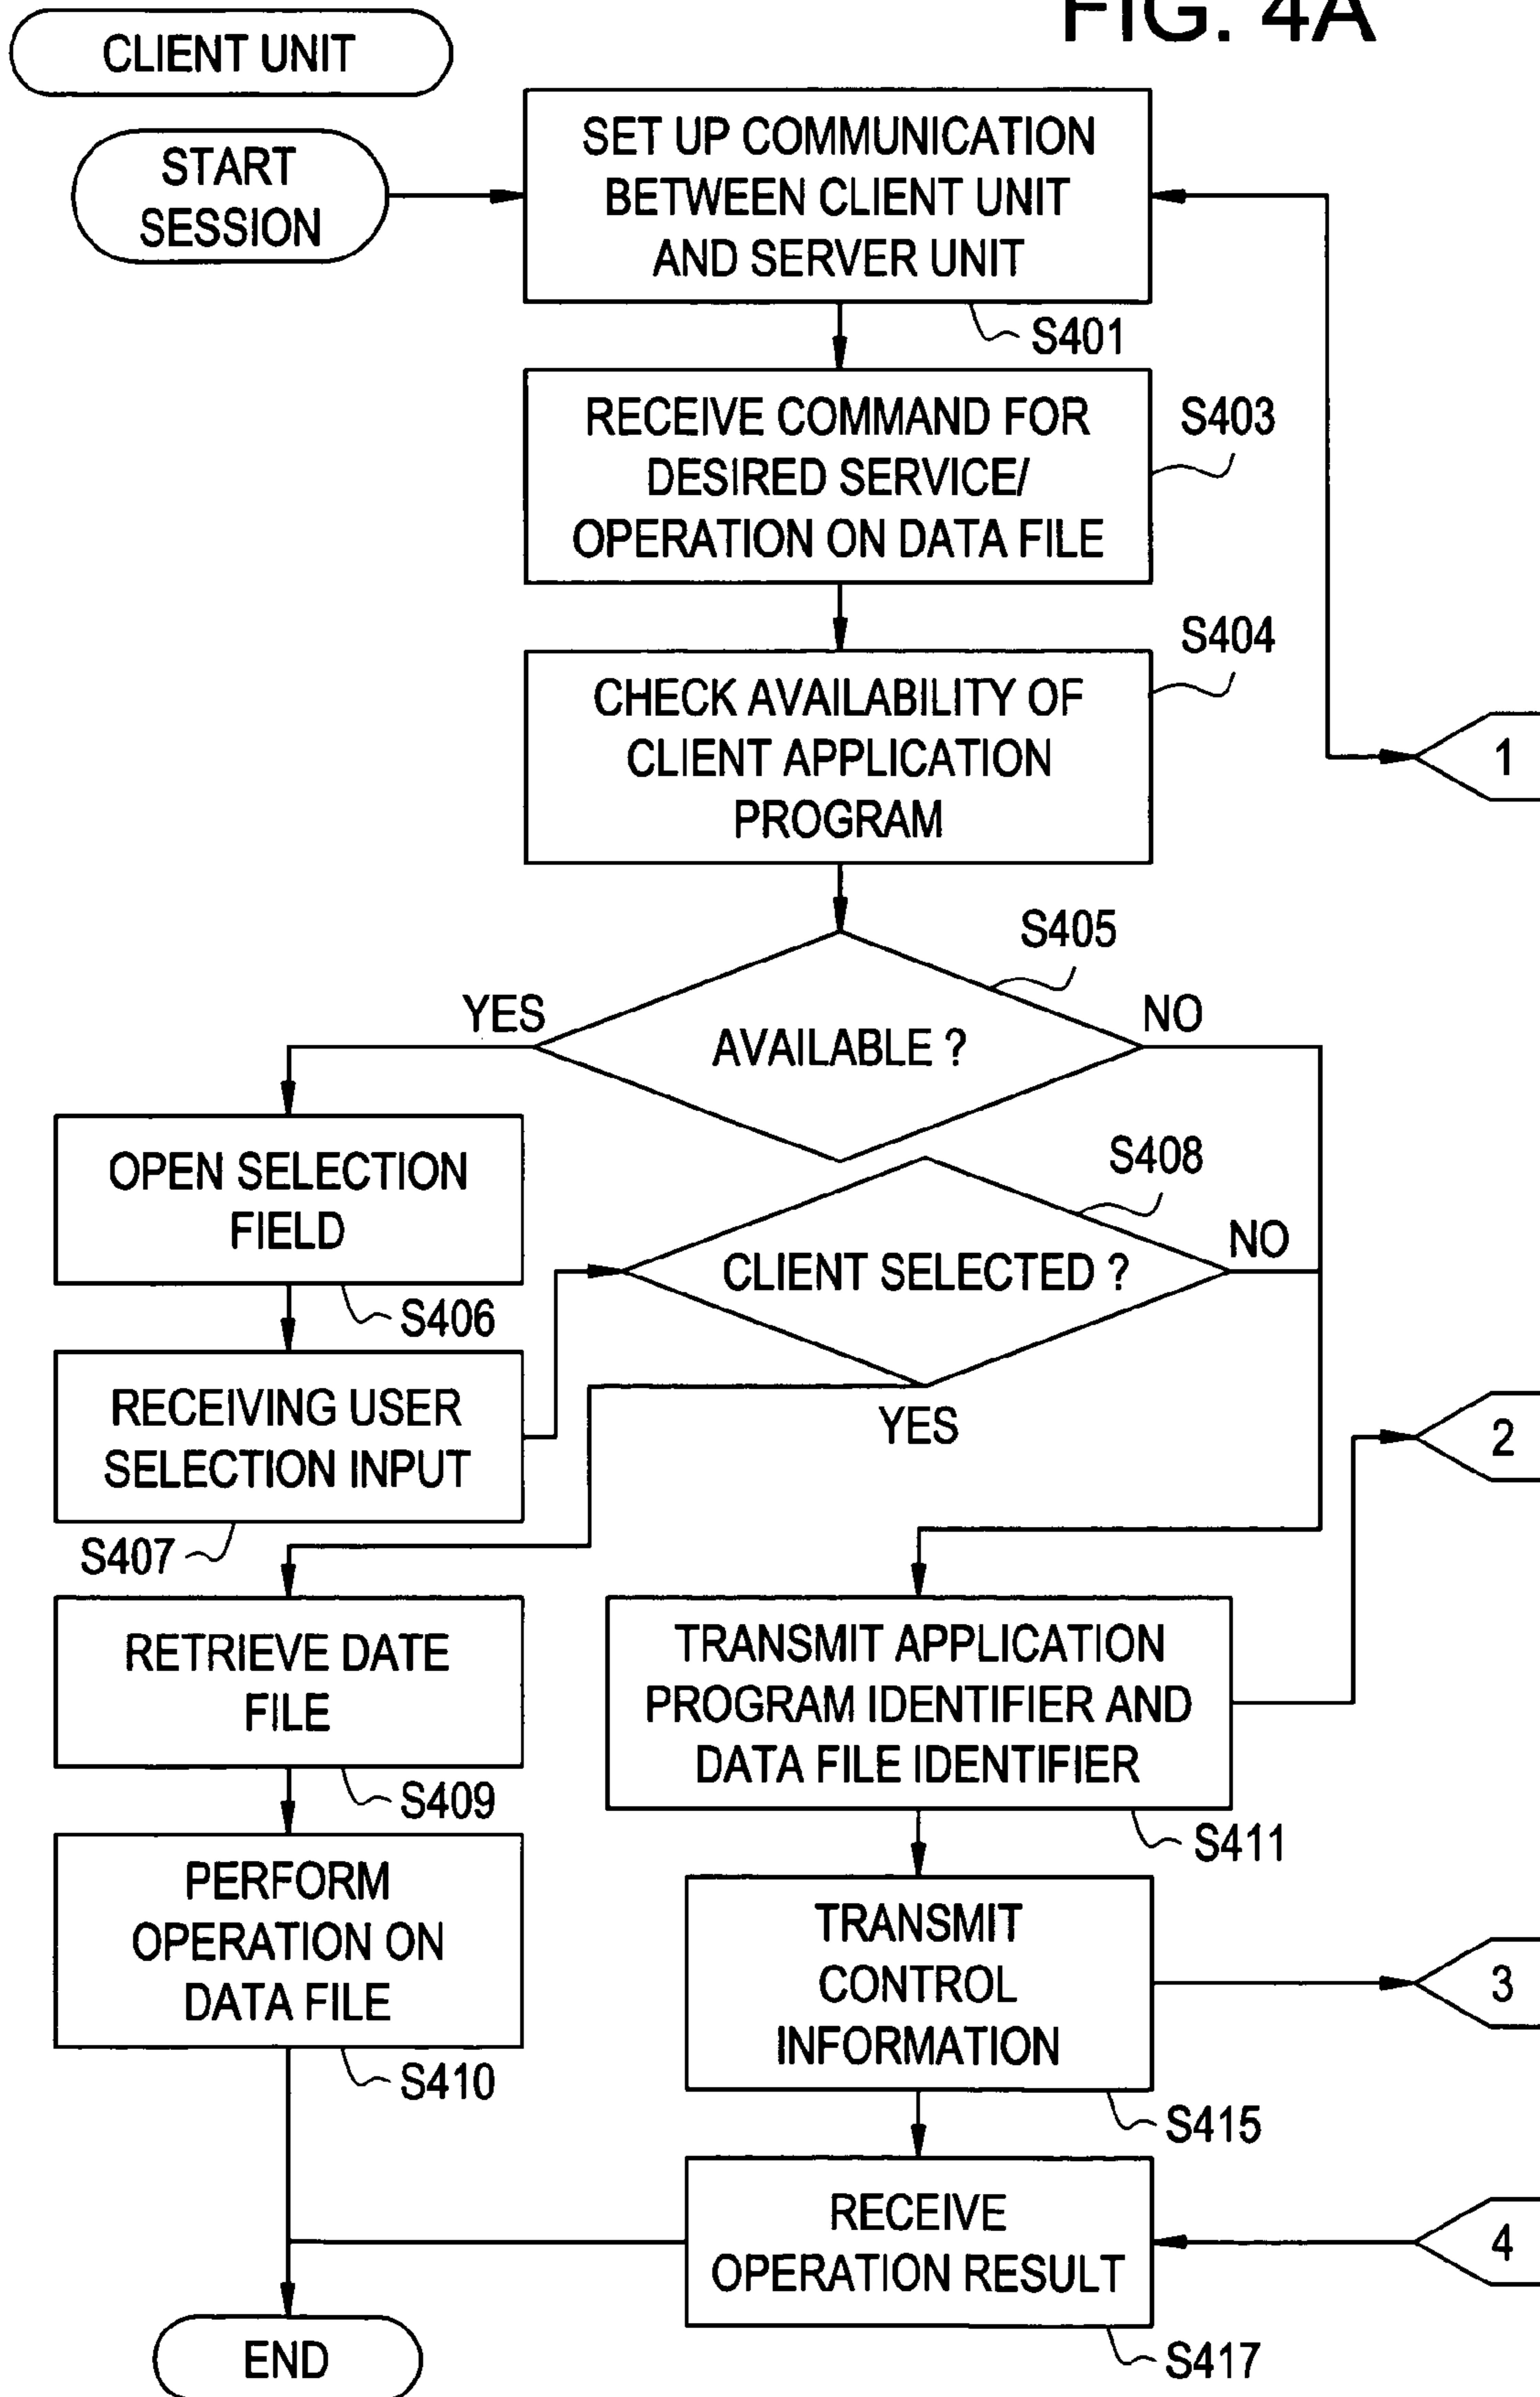 FIG. 4A
CLIENT UNIT
START
SESSION
SET UP COMMUNICATION
BETWEEN CLIENT UNIT
AND SERVER UNIT
S401
RECEIVE COMMAND FOR
DESIRED SERVICE/
OPERATION ON DATA FILE
S403
CHECK AVAILABILITY OF
CLIENT APPLICATION
PROGRAM
S404
1
S405
YES
AVAILABLE ?
NO
OPEN SELECTION
FIELD
S406
S408
CLIENT SELECTED ?
NO
YES
RECEIVING USER
SELECTION INPUT
S407
2
RETRIEVE DATE
FILE
S409
TRANSMIT APPLICATION
PROGRAM IDENTIFIER AND
DATA FILE IDENTIFIER
S411
PERFORM
OPERATION ON
DATA FILE
S410
TRANSMIT
CONTROL
INFORMATION
S415
3
RECEIVE
OPERATION RESULT
S417
4
END